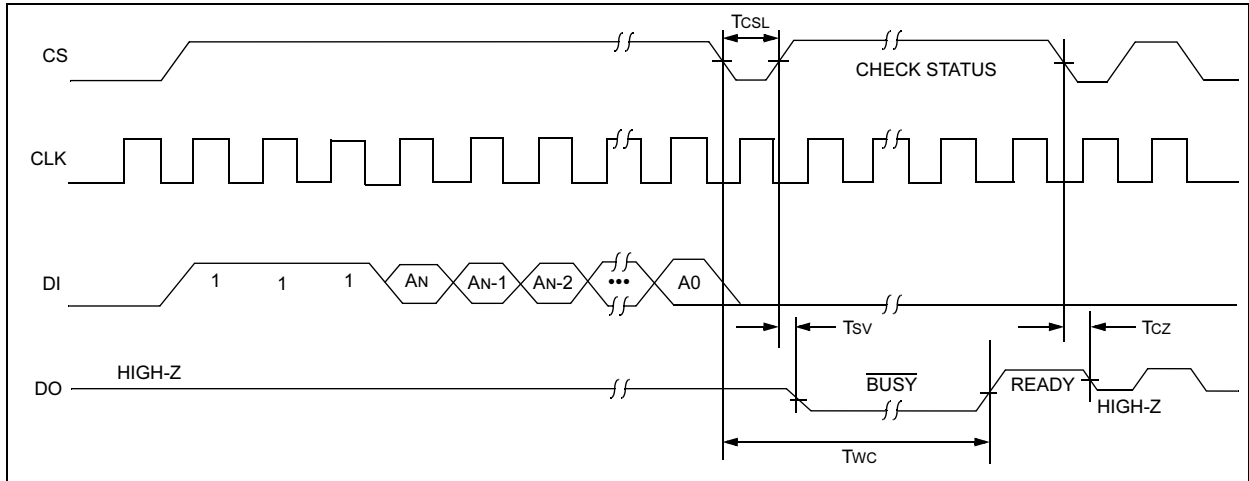 TCSL
CS
CHECK STATUS
CLK
DI
1 1 1 AN AN-1 AN-2 ••• A0
TSV
TCZ
DO
HIGH-Z
BUSY
READY
HIGH-Z
TWC